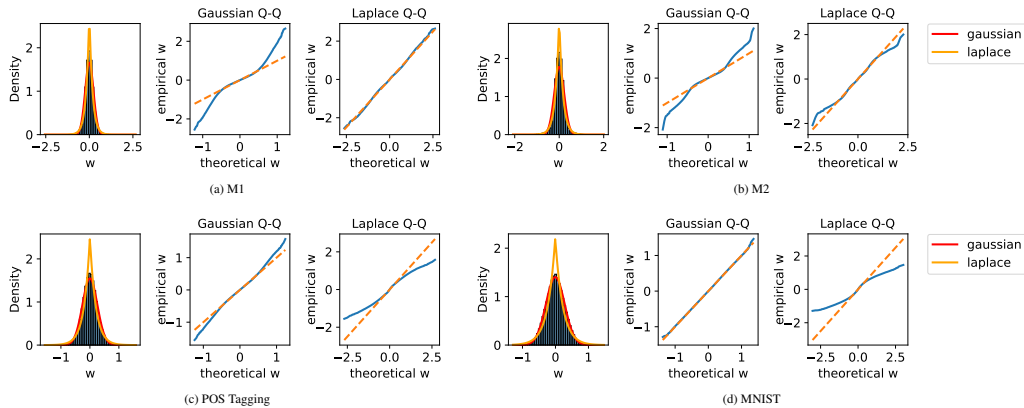 Gaussian Q-Q
Laplace Q-Q
Density
empirical w
empirical w
3
2
1
0
2
0
−2
2
0
−2
−2.5 0.0 2.5
−1 0 1
−2.5 0.0 2.5
w
theoretical w
theoretical w
(a) M1
Gaussian Q-Q
Laplace Q-Q
Density
empirical w
empirical w
3
2
1
0
2
0
−2
2
0
−2
−2 0 2
−1 0 1
−2.5 0.0 2.5
w
theoretical w
theoretical w
(b) M2
gaussian
laplace
Gaussian Q-Q
Laplace Q-Q
Density
empirical w
empirical w
2
1
0
1
0
−1
2
0
−2
−1 0 1
−1 0 1
−2.5 0.0 2.5
w
theoretical w
theoretical w
(c) POS Tagging
Gaussian Q-Q
Laplace Q-Q
Density
empirical w
empirical w
2
1
0
1
0
−1
2
0
−2
−1 0 1
−1 0 1
−2.5 0.0 2.5
w
theoretical w
theoretical w
(d) MNIST
gaussian
laplace